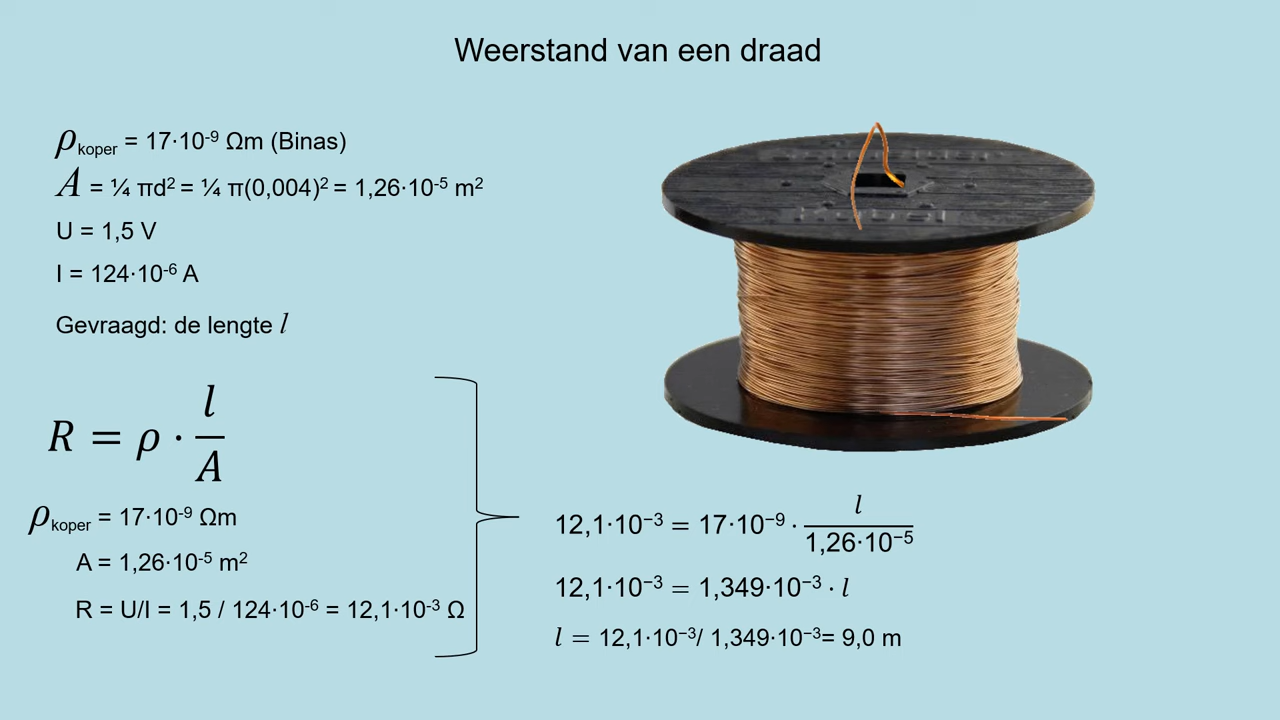 Weerstand van een draad
ρkoper = 17·10⁻⁹ Ωm (Binas)
A = ¼ πd² = ¼ π(0,004)² = 1,26·10⁻⁵ m²
U = 1,5 V
I = 124·10⁻⁶ A
Gevraagd: de lengte l
R = ρ · l/A
ρkoper = 17·10⁻⁹ Ωm
A = 1,26·10⁻⁵ m²
R = U/I = 1,5 / 124·10⁻⁶ = 12,1·10⁻³ Ω
12,1·10⁻³ = 17·10⁻⁹ · l/1,26·10⁻⁵
12,1·10⁻³ = 1,349·10⁻³ · l
l = 12,1·10⁻³/ 1,349·10⁻³= 9,0 m